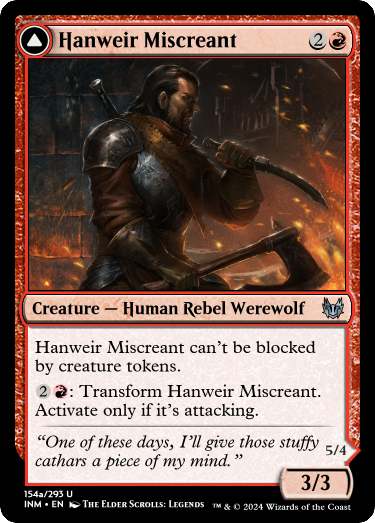 Hanweir Miscreant 2
Creature — Human Rebel Werewolf
Hanweir Miscreant can't be blocked
by creature tokens.
2 : Transform Hanweir Miscreant.
Activate only if it's attacking.
“One of these days, I'll give those stuffy
cathars a piece of my mind.”
5/4
3/3
154a/293 U
INM • EN THE ELDER SCROLLS: LEGENDS ™ & © 2024 Wizards of the Coast